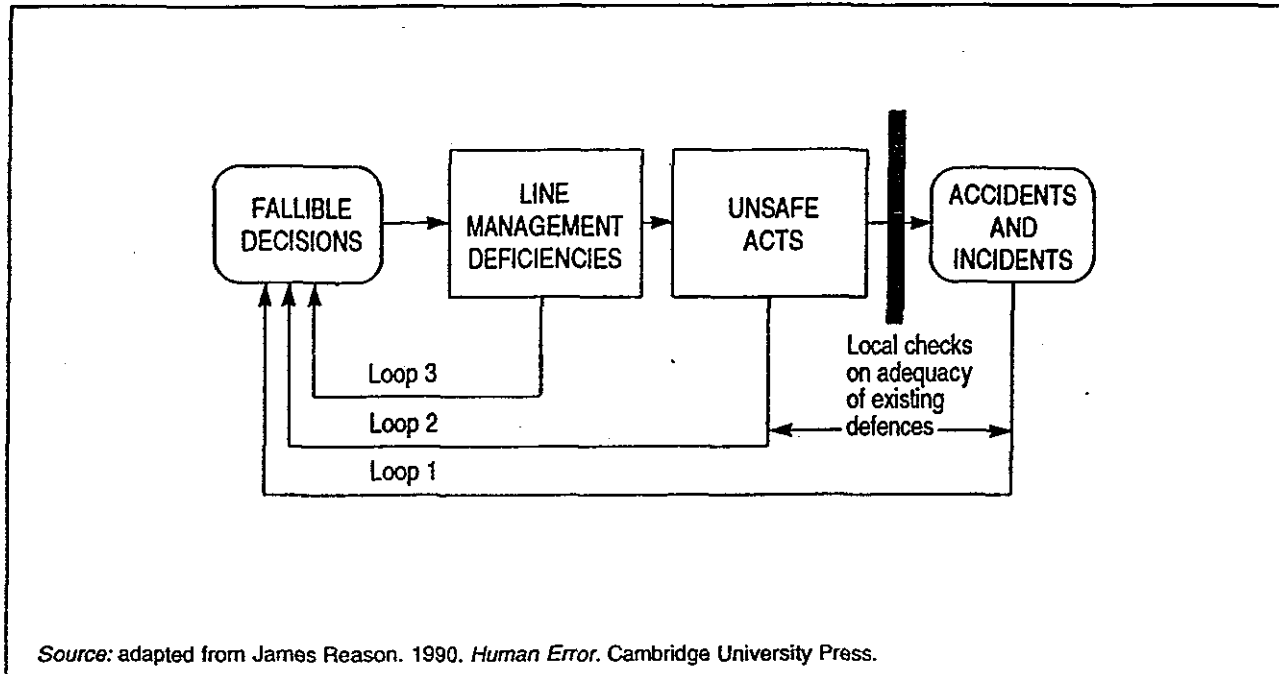 FALLIBLE
DECISIONS
LINE
MANAGEMENT
DEFICIENCIES
UNSAFE
ACTS
ACCIDENTS
AND
INCIDENTS
Local checks
on adequacy
of existing
defences
Loop 3
Loop 2
Loop 1
Source: adapted from James Reason. 1990. Human Error. Cambridge University Press.